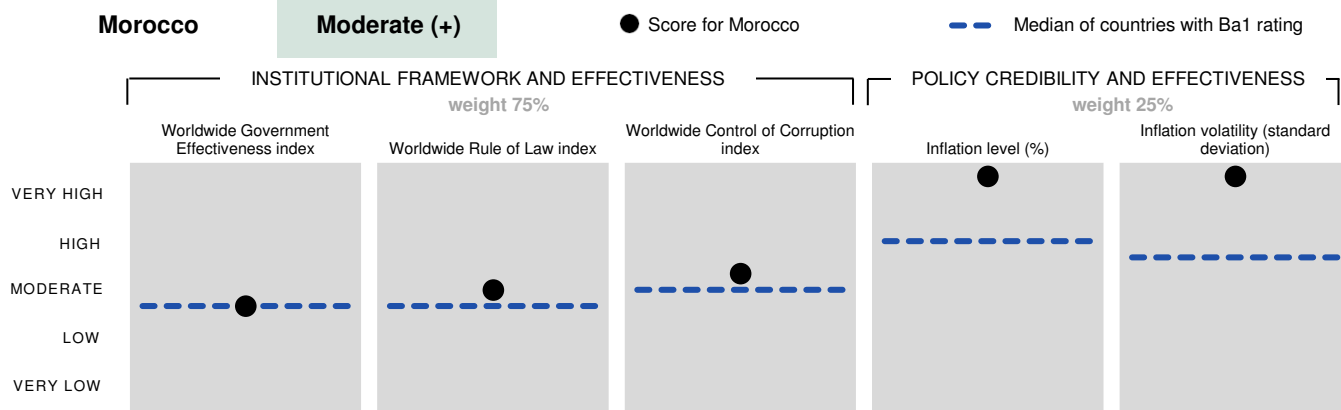 Morocco
Moderate (+)
Score for Morocco
Median of countries with Ba1 rating
INSTITUTIONAL FRAMEWORK AND EFFECTIVENESS
weight 75%
POLICY CREDIBILITY AND EFFECTIVENESS
weight 25%
Worldwide Government
Effectiveness index
Worldwide Rule of Law index
Worldwide Control of Corruption
index
Inflation level (%)
Inflation volatility (standard
deviation)
VERY HIGH
HIGH
MODERATE
LOW
VERY LOW